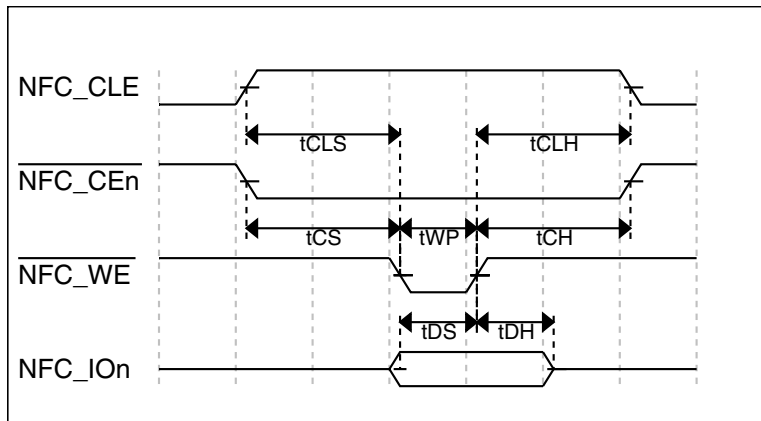 NFC_CLE
tCLS
tCLH
NFC_CEn
tCS
tWP
tCH
NFC_WE
tDS
tDH
NFC_IOn